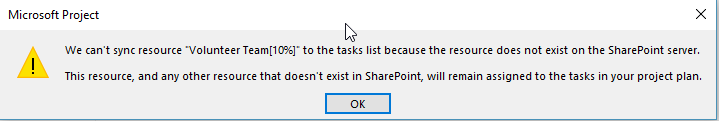 Microsoft Project
We can't sync resource "Volunteer Team[10%]" to the tasks list because the resource does not exist on the SharePoint server.
This resource, and any other resource that doesn't exist in SharePoint, will remain assigned to the tasks in your project plan.
OK